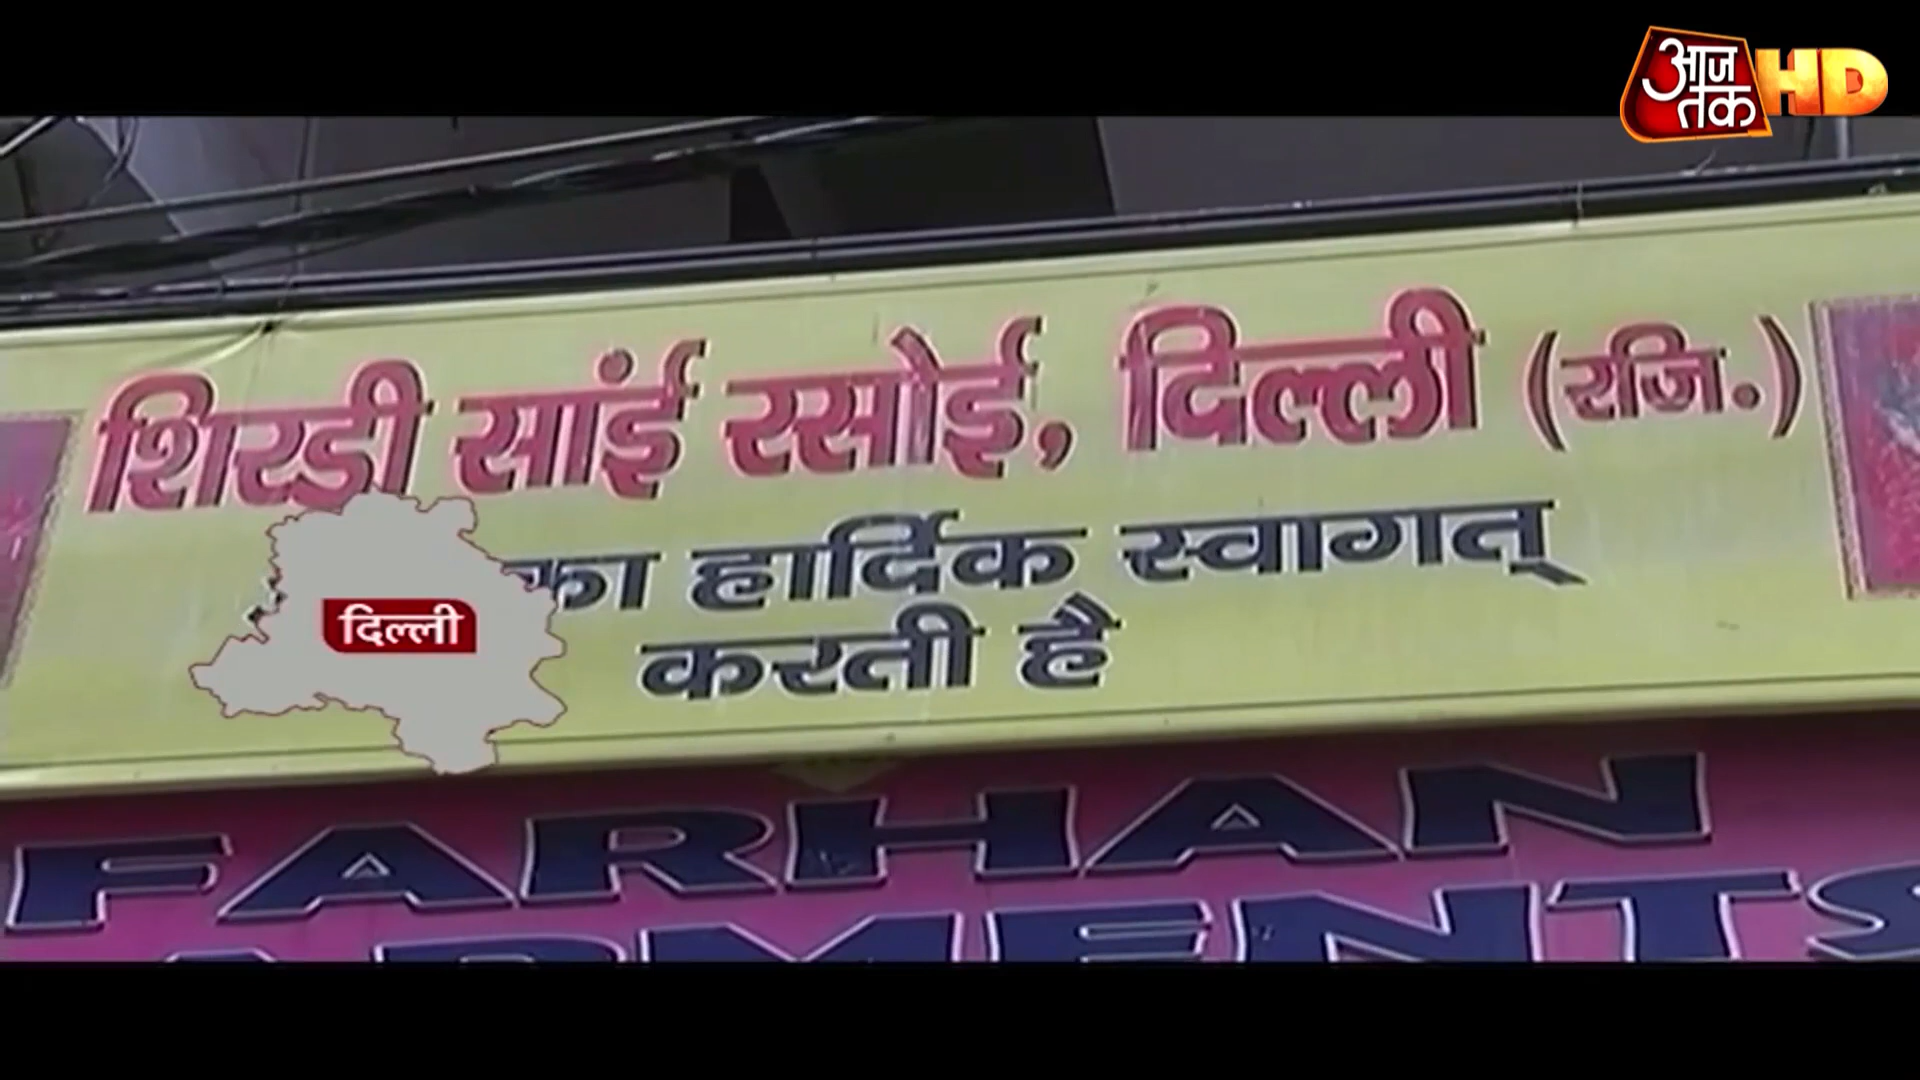 आज
तक HD
शिरडी सांई रसोई, दिल्ली (रजि.)
का हार्दिक स्वागत्
करती है
दिल्ली
FARHAN